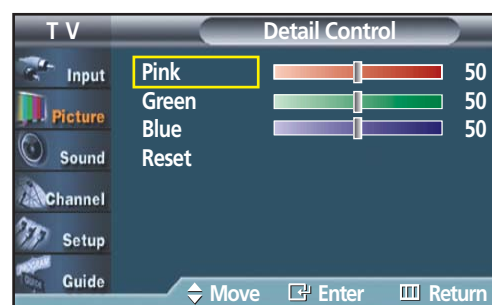 T V Detail Control
Input Pink 50
Picture Green 50
Blue 50
Sound Reset
Channel
Setup
Guide
Move Enter Return